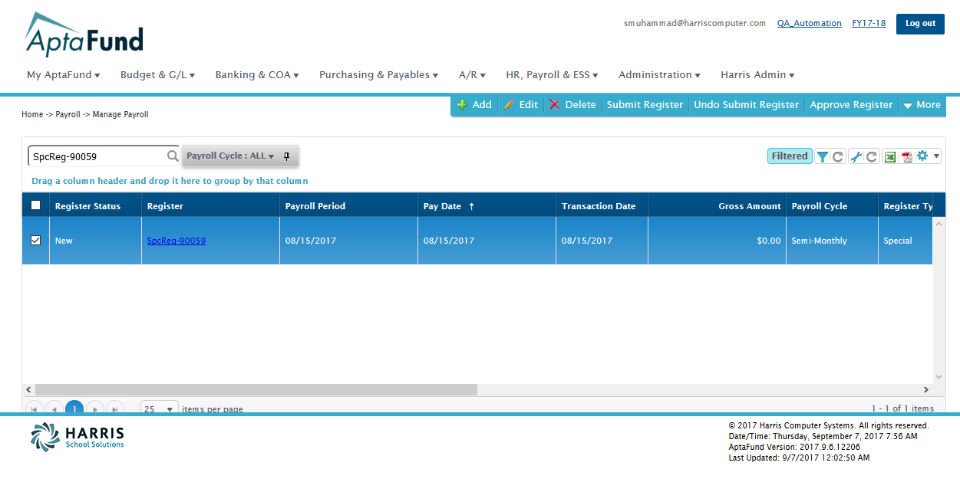 AptaFund
smuhammad@harriscomputer.com QA_Automation FY17-18 Log out
My AptaFund Budget & G/L Banking & COA Purchasing & Payables A/R HR, Payroll & ESS Administration Harris Admin
Add Edit Delete Submit Register Undo Submit Register Approve Register More
Home -> Payroll -> Manage Payroll
SpcReg-90059 Payroll Cycle : ALL Filtered
Drag a column header and drop it here to group by that column
Register Status Register Payroll Period Pay Date ↑ Transaction Date Gross Amount Payroll Cycle Register Ty
New SpcReg-90059 08/15/2017 08/15/2017 08/15/2017 $0.00 Semi-Monthly Special
1 25 items per page 1 - 1 of 1 items
HARRIS
School Solutions
© 2017 Harris Computer Systems. All rights reserved.
Date/Time: Thursday, September 7, 2017 7:56 AM
AptaFund Version: 2017.9.6.12206
Last Updated: 9/7/2017 12:02:50 AM